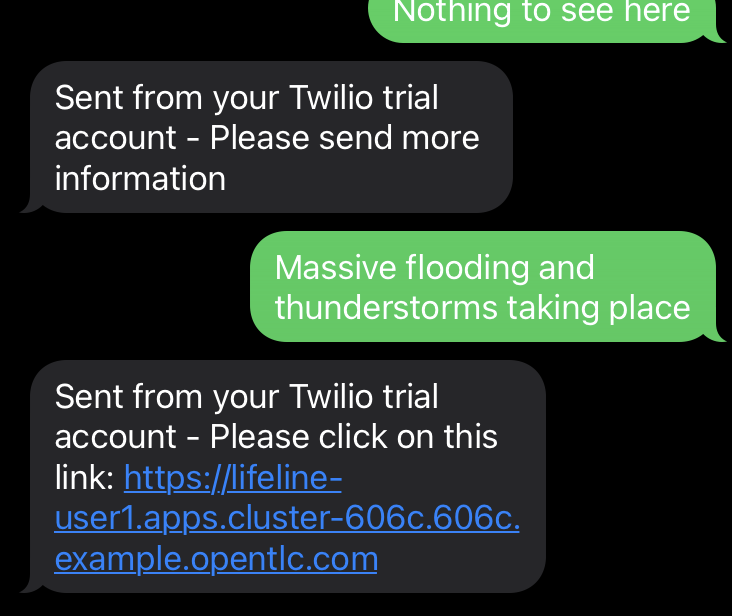 Nothing to see here
Sent from your Twilio trial
account - Please send more
information
Massive flooding and
thunderstorms taking place
Sent from your Twilio trial
account - Please click on this
link: https://lifeline-
user1.apps.cluster-606c.606c.
example.opentlc.com